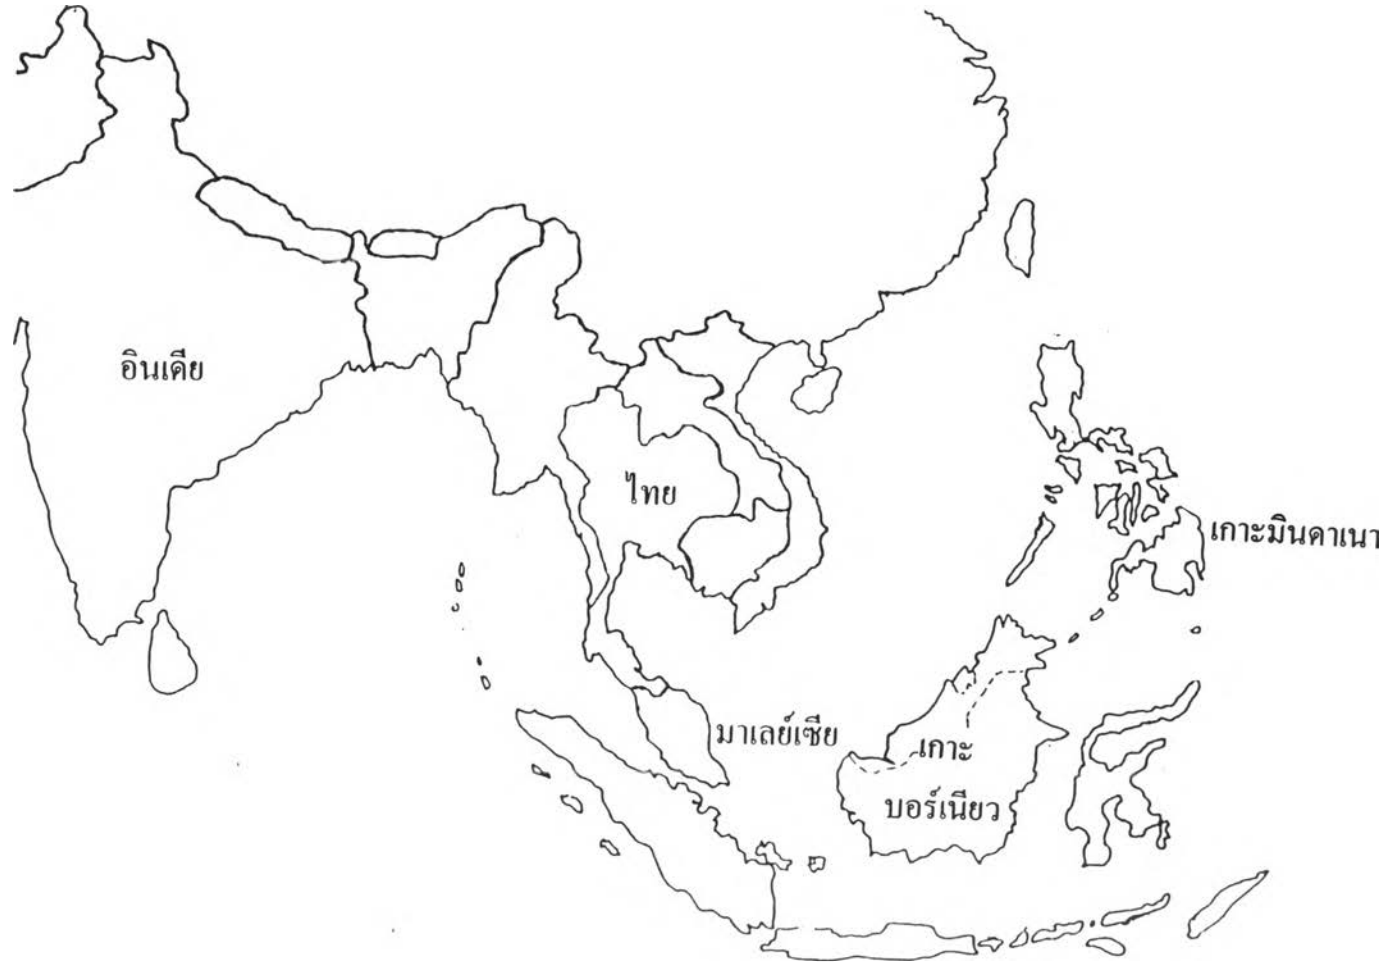 อินเดีย
ไทย
เกาะมินดาเนา
มาเลย์เซีย
เกาะ
บอร์เนียว